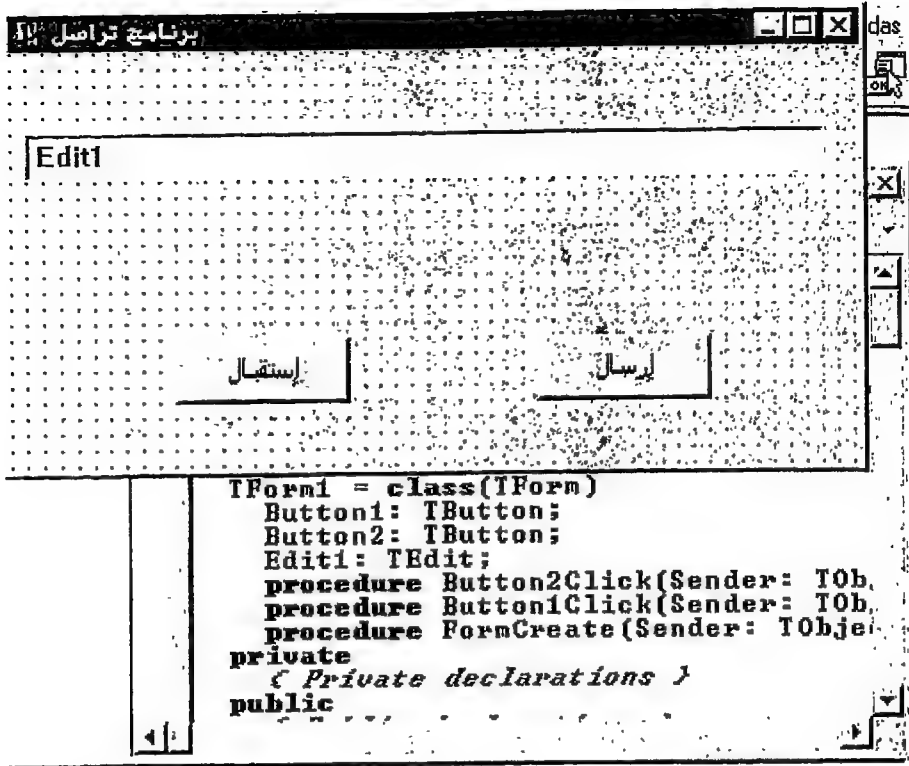 برنامج تراسل
das
OK
Edit1
إستقبال
إرسال
TForm1 = class(TForm)
Button1: TButton;
Button2: TButton;
Edit1: TEdit;
procedure Button2Click(Sender: TOb
procedure Button1Click(Sender: TOb
procedure FormCreate(Sender: TObje
private
{ Private declarations }
public